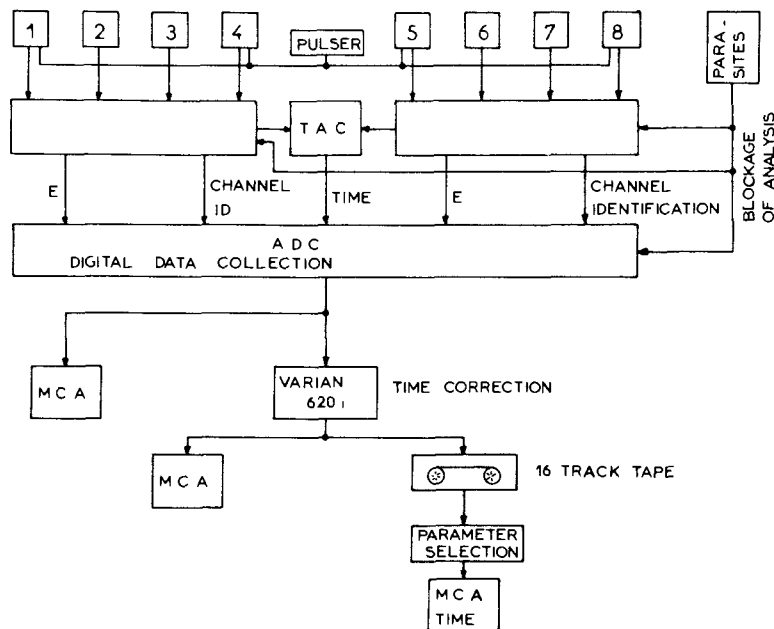 1 2 3 4 PULSER 5 6 7 8
PARA-
SITES
TAC
BLOCKAGE
OF ANALYSIS
E
CHANNEL
ID
TIME
E
CHANNEL
IDENTIFICATION
ADC
DIGITAL DATA COLLECTION
MCA
VARIAN
620i
TIME CORRECTION
MCA
16 TRACK TAPE
PARAMETER
SELECTION
MCA
TIME